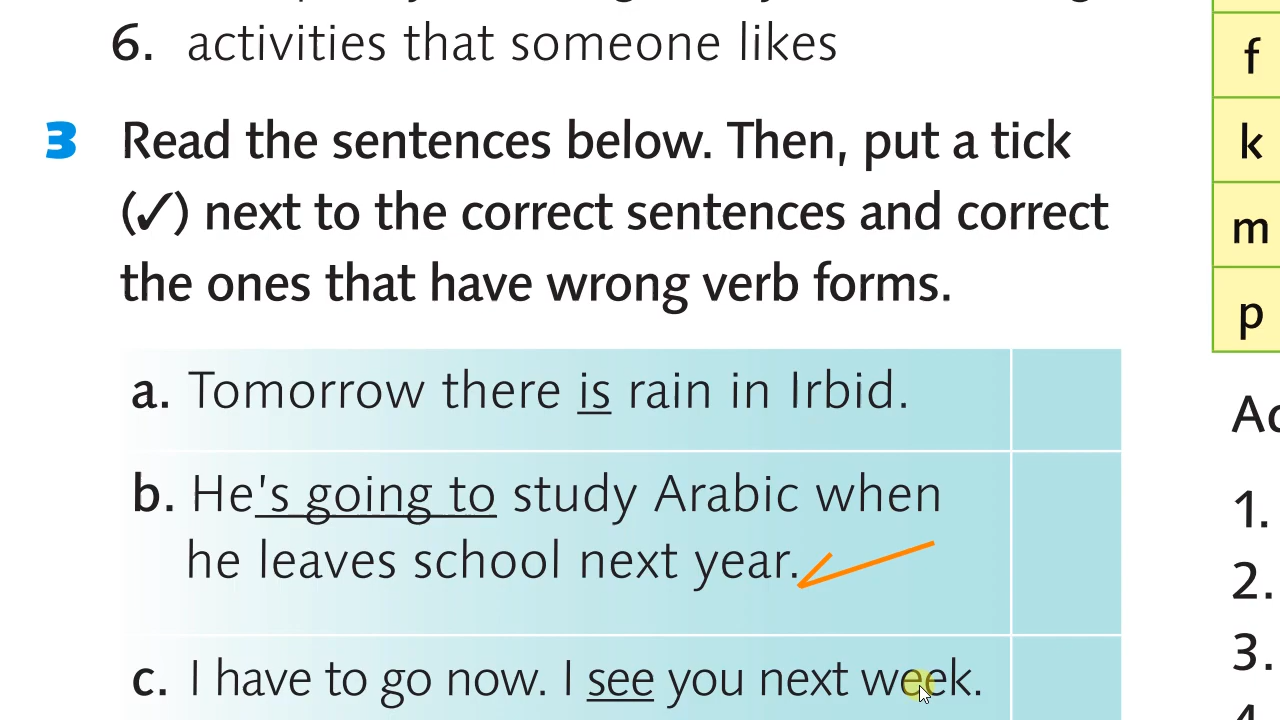 6. activities that someone likes
3 Read the sentences below. Then, put a tick
(✓) next to the correct sentences and correct
the ones that have wrong verb forms.
a. Tomorrow there is rain in Irbid.
b. He's going to study Arabic when
he leaves school next year.
c. I have to go now. I see you next week.
f
k
m
p
1.
2.
3.